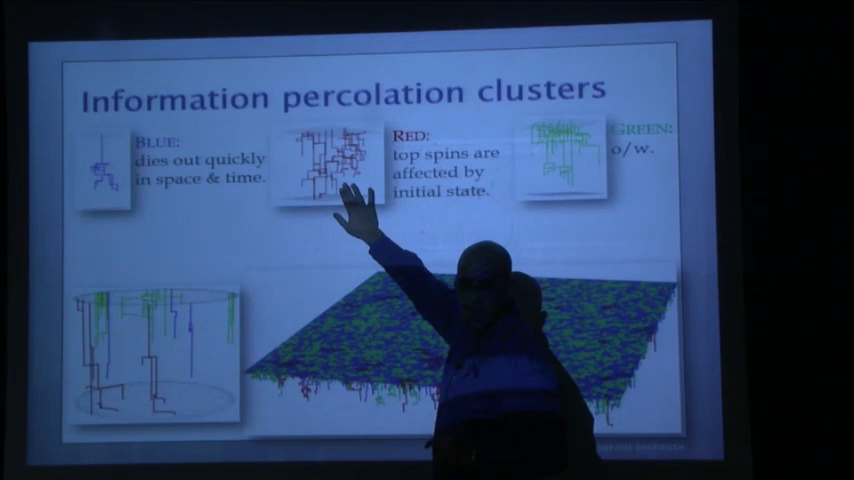 Information percolation clusters
BLUE:
dies out quickly
in space & time.
RED:
top spins are
affected by
initial state.
GREEN:
o/w.
Institute